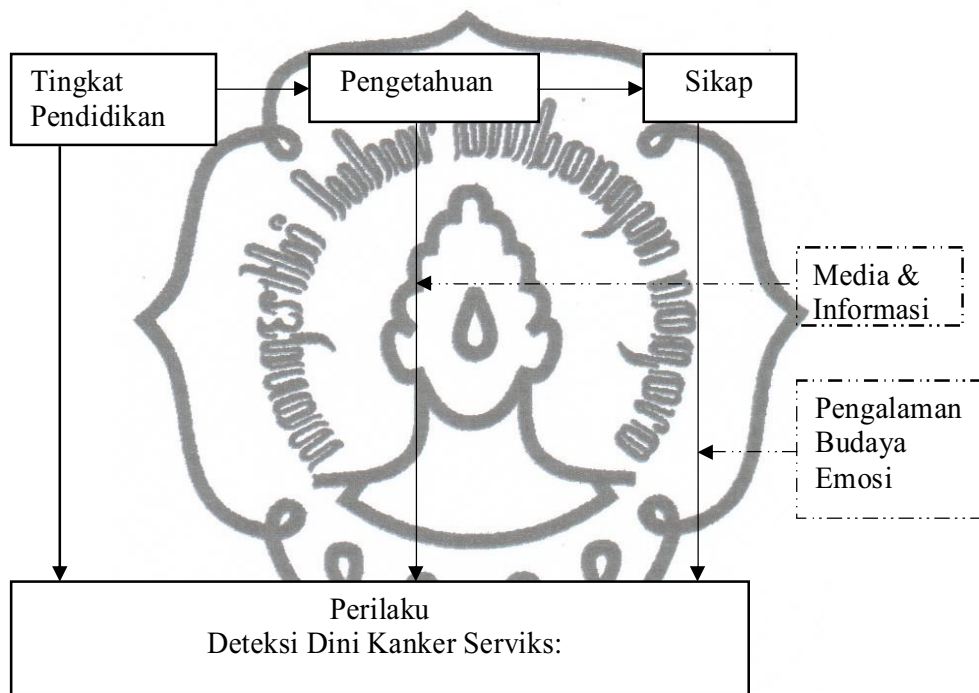 Tingkat
Pendidikan
Pengetahuan
Sikap
Media &
Informasi
Pengalaman
Budaya
Emosi
Perilaku
Deteksi Dini Kanker Serviks: